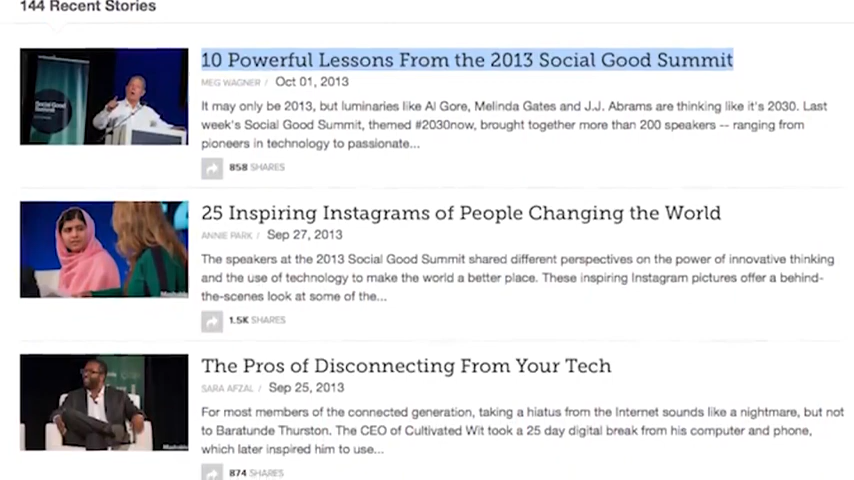 144 Recent Stories
10 Powerful Lessons From the 2013 Social Good Summit
MEG WAGNER / Oct 01, 2013
It may only be 2013, but luminaries like Al Gore, Melinda Gates and J.J. Abrams are thinking like it's 2030. Last
week's Social Good Summit, themed #2030now, brought together more than 200 speakers -- ranging from
pioneers in technology to passionate...
858 SHARES
25 Inspiring Instagrams of People Changing the World
ANNIE PARK / Sep 27, 2013
The speakers at the 2013 Social Good Summit shared different perspectives on the power of innovative thinking
and the use of technology to make the world a better place. These inspiring Instagram pictures offer a behind-
the-scenes look at some of the...
1.5K SHARES
The Pros of Disconnecting From Your Tech
SARA AFZAL / Sep 25, 2013
For most members of the connected generation, taking a hiatus from the Internet sounds like a nightmare, but not
to Baratunde Thurston. The CEO of Cultivated Wit took a 25 day digital break from his computer and phone,
which later inspired him to use...
874 SHARES